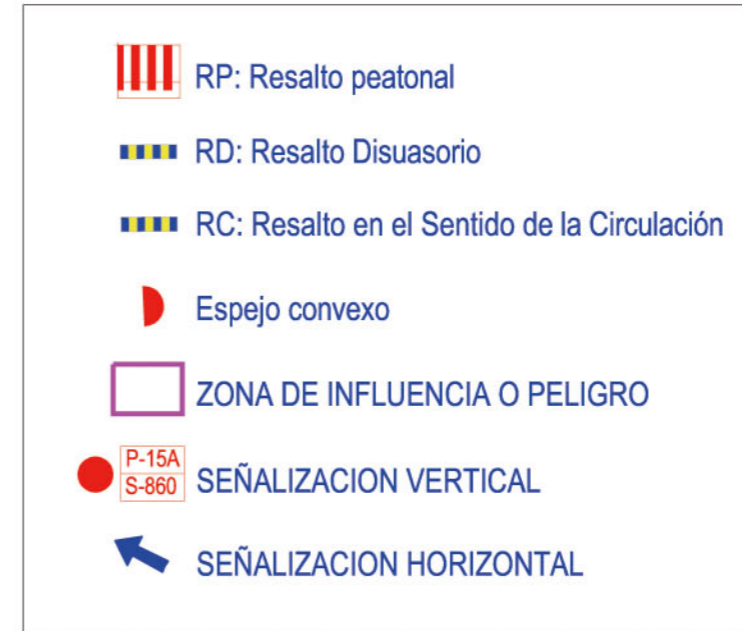 RP: Resalto peatonal
RD: Resalto Disuasorio
RC: Resalto en el Sentido de la Circulación
Espejo convexo
ZONA DE INFLUENCIA O PELIGRO
P-15A
S-860
SEÑALIZACION VERTICAL
SEÑALIZACION HORIZONTAL